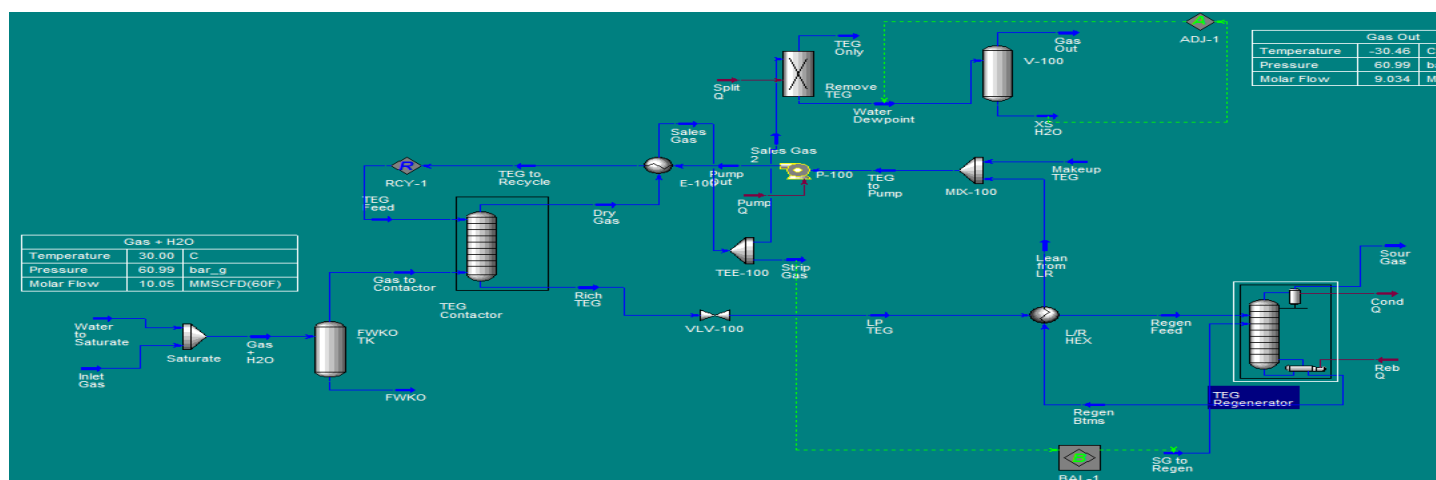 TEG
Only
Gas
Out
V-100
A
ADJ-1
Gas Out
Temperature -30.46 C
Pressure 60.99
Molar Flow 9.034
Split
Q
Remove
TEG
Water
Dewpoint
XS
H2O
Sales
Gas
Sales Gas
2
R
RCY-1
TEG to
Recycle
E-100
Pump
Out
P-100
TEG
to
Pump
MIX-100
Makeup
TEG
TEG
Feed
Dry
Gas
Pump
Q
Gas + H2O
Temperature 30.00 C
Pressure 60.99 bar_g
Molar Flow 10.05 MMSCFD(60F)
Gas to
Contactor
TEG
Contactor
Rich
TEG
TEE-100
Strip
Gas
Lean
from
LR
Sour
Gas
Cond
Q
VLV-100
LP
TEG
L/R
HEX
Regen
Feed
Water
to
Saturate
Saturate
Gas
+
H2O
FWKO
TK
Inlet
Gas
FWKO
Reb
Q
TEG
Regenerator
Regen
Btms
B
BAL-1
SG to
Regen